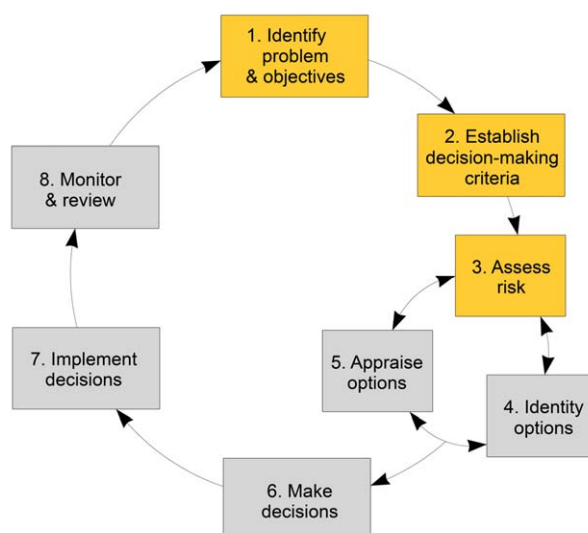 1. Identify
problem
& objectives
2. Establish
decision-making
criteria
3. Assess
risk
4. Identity
options
5. Appraise
options
6. Make
decisions
7. Implement
decisions
8. Monitor
& review